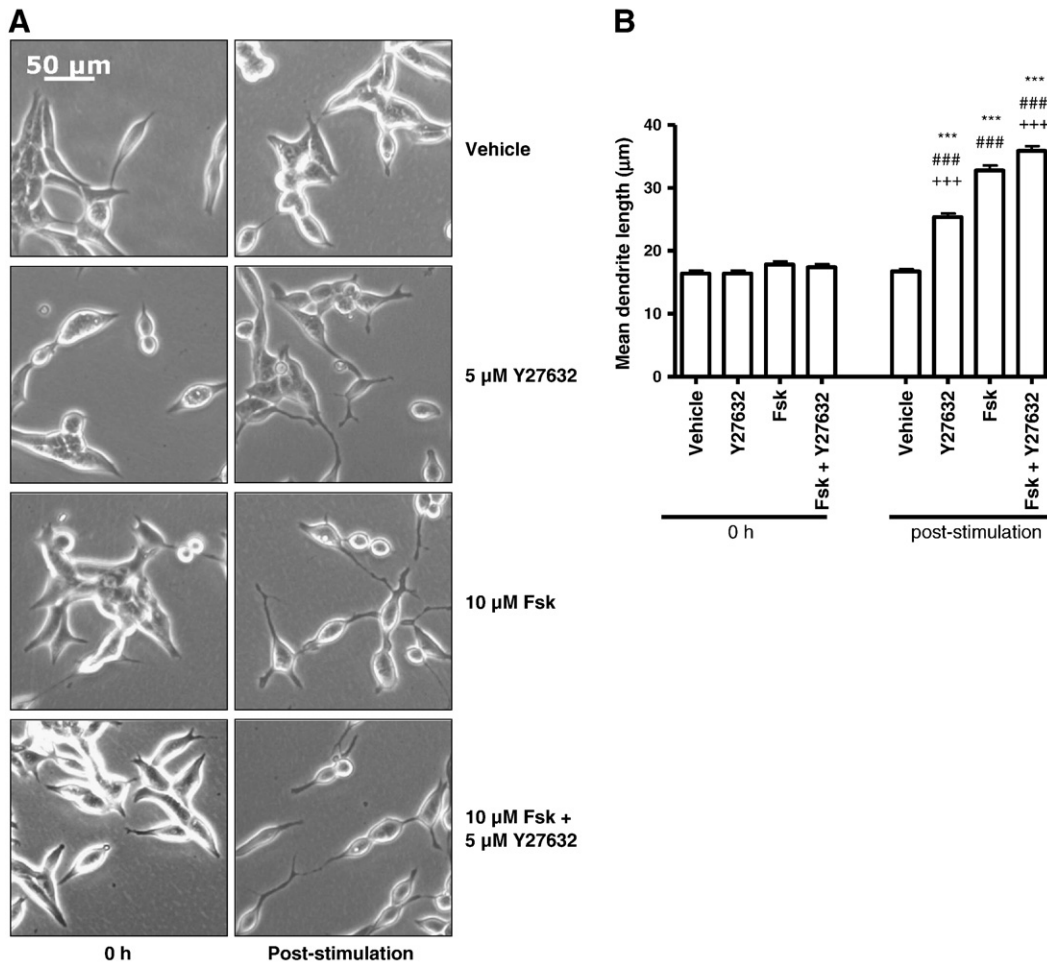 A
50 µm
Vehicle
5 µM Y27632
10 µM Fsk
10 µM Fsk +
5 µM Y27632
0 h
Post-stimulation
B
Mean dendrite length (µm)
40
30
20
10
0
***
###
+++
***
###
***
###
+++
Vehicle
Y27632
Fsk
Fsk + Y27632
Vehicle
Y27632
Fsk
Fsk + Y27632
0 h
post-stimulation